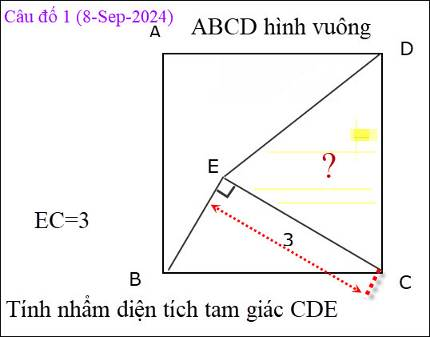 Câu đố 1 (8-Sep-2024)
ABCD hình vuông
A
D
E
?
EC=3
3
B
C
Tính nhẩm diện tích tam giác CDE